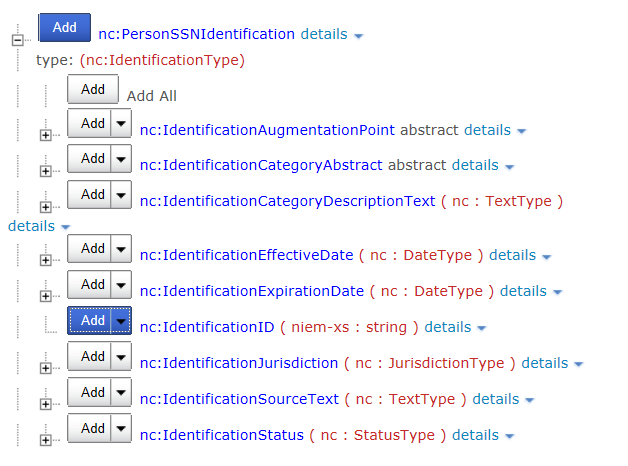 Add nc:PersonSSNIdentification details
type: (nc:IdentificationType)
Add Add All
Add nc:IdentificationAugmentationPoint abstract details
Add nc:IdentificationCategoryAbstract abstract details
Add nc:IdentificationCategoryDescriptionText ( nc : TextType )
details
Add nc:IdentificationEffectiveDate ( nc : DateType ) details
Add nc:IdentificationExpirationDate ( nc : DateType ) details
Add nc:IdentificationID ( niem-xs : string ) details
Add nc:IdentificationJurisdiction ( nc : JurisdictionType ) details
Add nc:IdentificationSourceText ( nc : TextType ) details
Add nc:IdentificationStatus ( nc : StatusType ) details